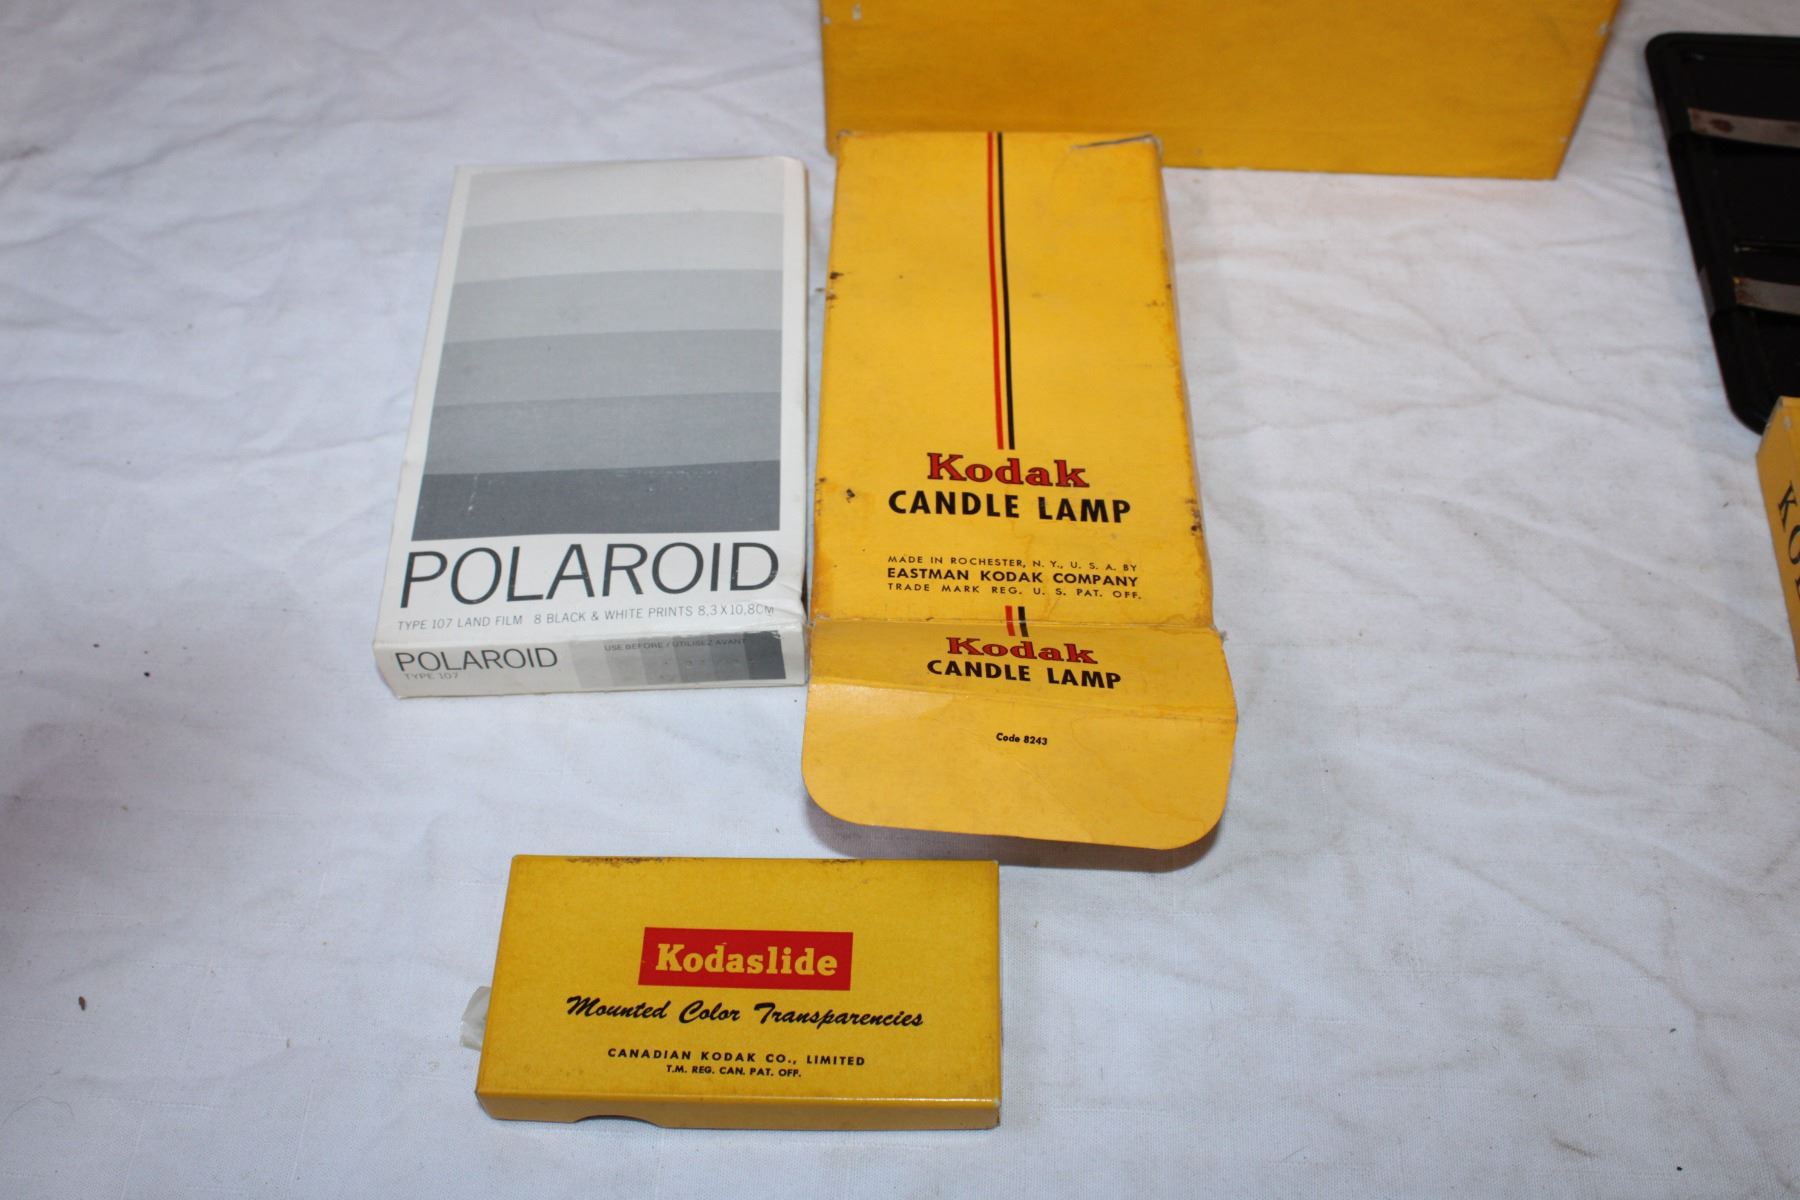 POLAROID
TYPE 107 LAND FILM 8 BLACK & WHITE PRINTS 8,3 X 10,8CM
POLAROID
TYPE 107
USE BEFORE / UTILISEZ AVANT
Kodak
CANDLE LAMP
MADE IN ROCHESTER, N. Y., U. S. A. BY
EASTMAN KODAK COMPANY
TRADE MARK REG. U. S. PAT. OFF.
Kodak
CANDLE LAMP
Code 8243
Kodaslide
Mounted Color Transparencies
CANADIAN KODAK CO., LIMITED
T.M. REG. CAN. PAT. OFF.